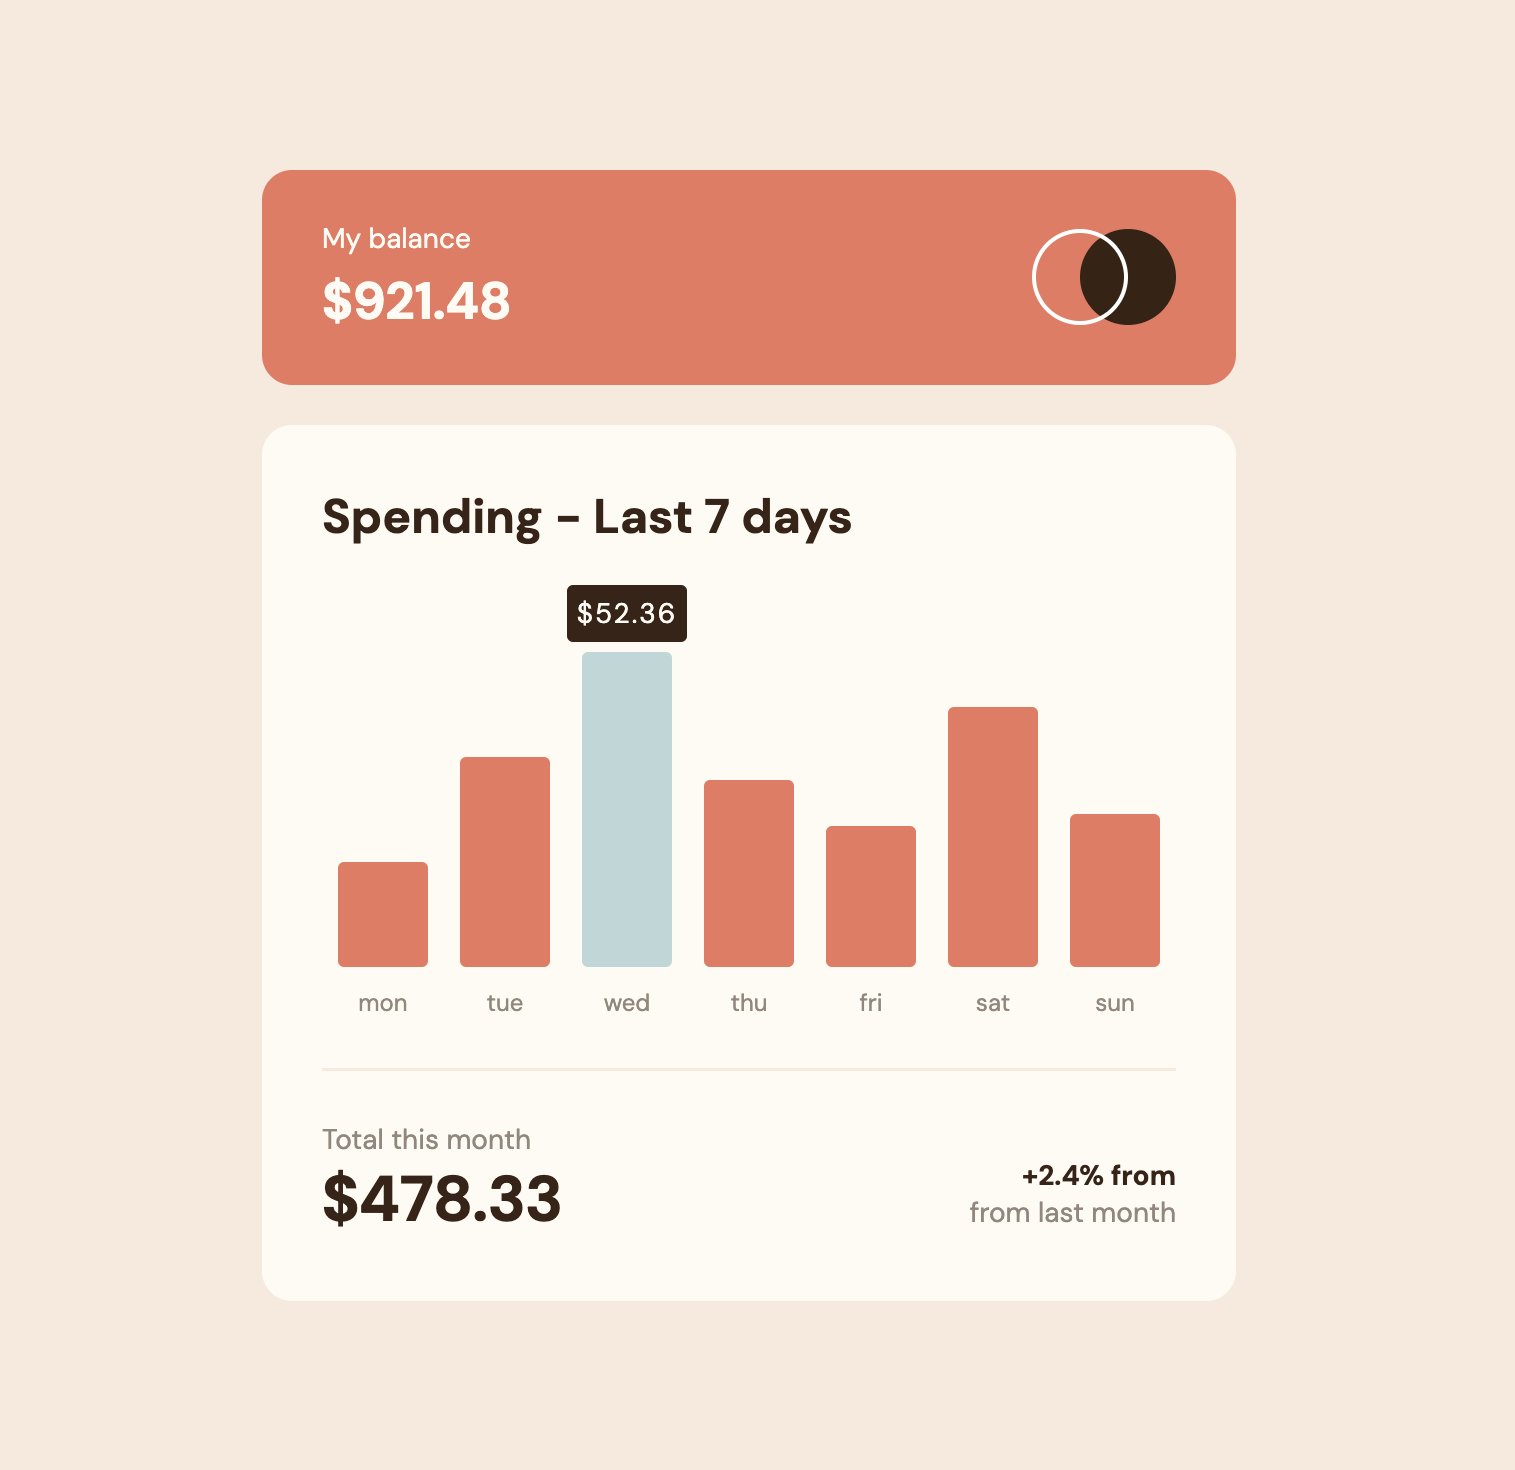 My balance
$921.48
Spending - Last 7 days
$52.36
mon tue wed thu fri sat sun
Total this month
$478.33
+2.4% from
from last month